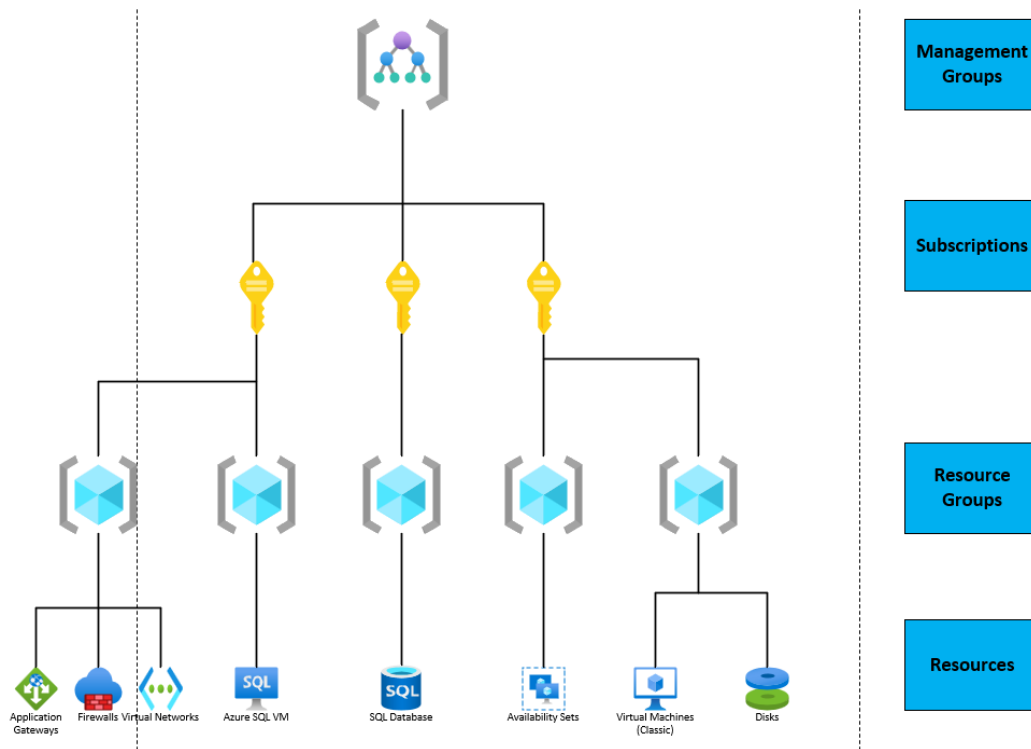 Management
Groups
Subscriptions
Resource
Groups
SQL
SQL
Application
Gateways
Firewalls
Virtual Networks
Azure SQL VM
SQL Database
Availability Sets
Virtual Machines
(Classic)
Disks
Resources